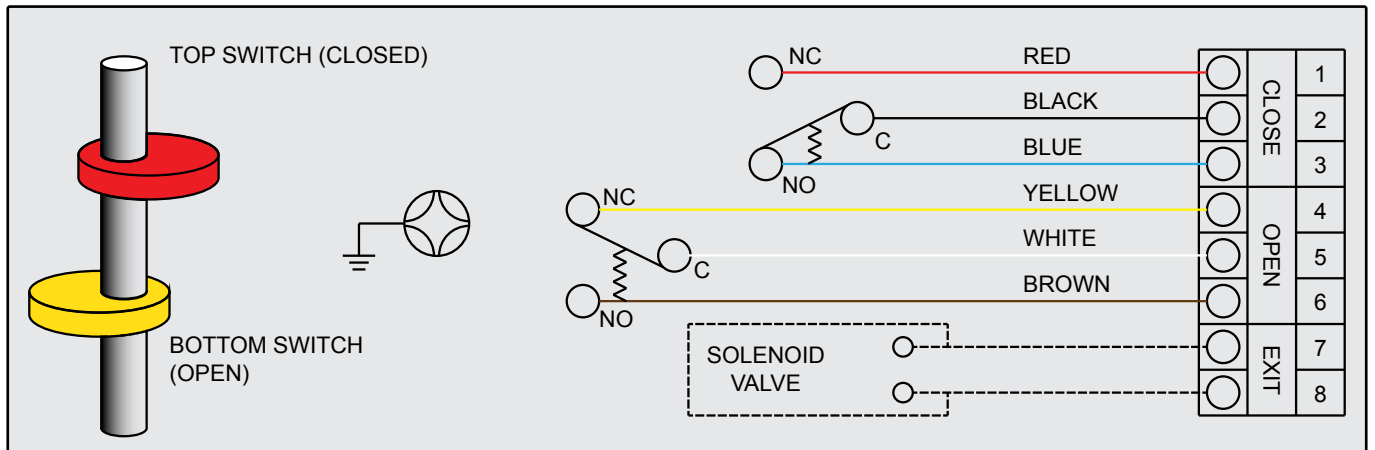 TOP SWITCH (CLOSED)
NC
RED
1
BLACK
2
C
BLUE
3
NO
CLOSE
NC
YELLOW
4
WHITE
5
C
BROWN
6
NO
OPEN
BOTTOM SWITCH
(OPEN)
SOLENOID
VALVE
7
8
EXIT